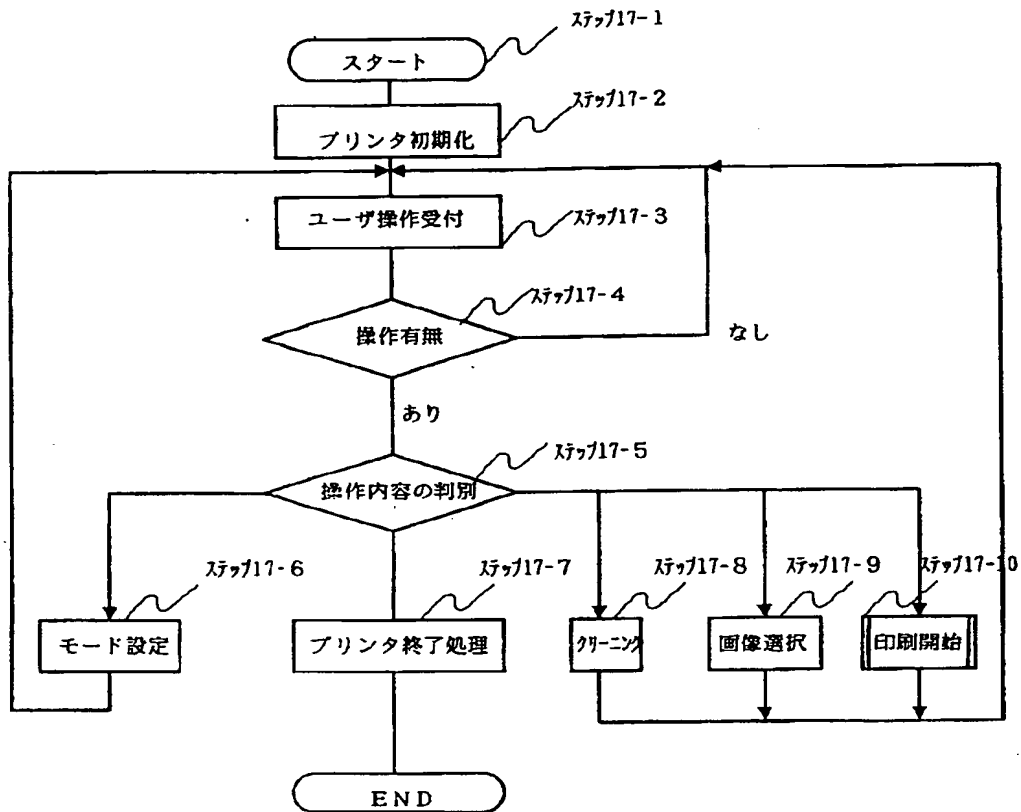 ｽﾃｯﾌﾟ17-1
スタート
ｽﾃｯﾌﾟ17-2
プリンタ初期化
ユーザ操作受付
ｽﾃｯﾌﾟ17-3
ｽﾃｯﾌﾟ17-4
操作有無
なし
あり
ｽﾃｯﾌﾟ17-5
操作内容の判別
ｽﾃｯﾌﾟ17-6
ｽﾃｯﾌﾟ17-7
ｽﾃｯﾌﾟ17-8
ｽﾃｯﾌﾟ17-9
ｽﾃｯﾌﾟ17-10
モード設定
プリンタ終了処理
ｸﾘｰﾆﾝｸﾞ
画像選択
印刷開始
END